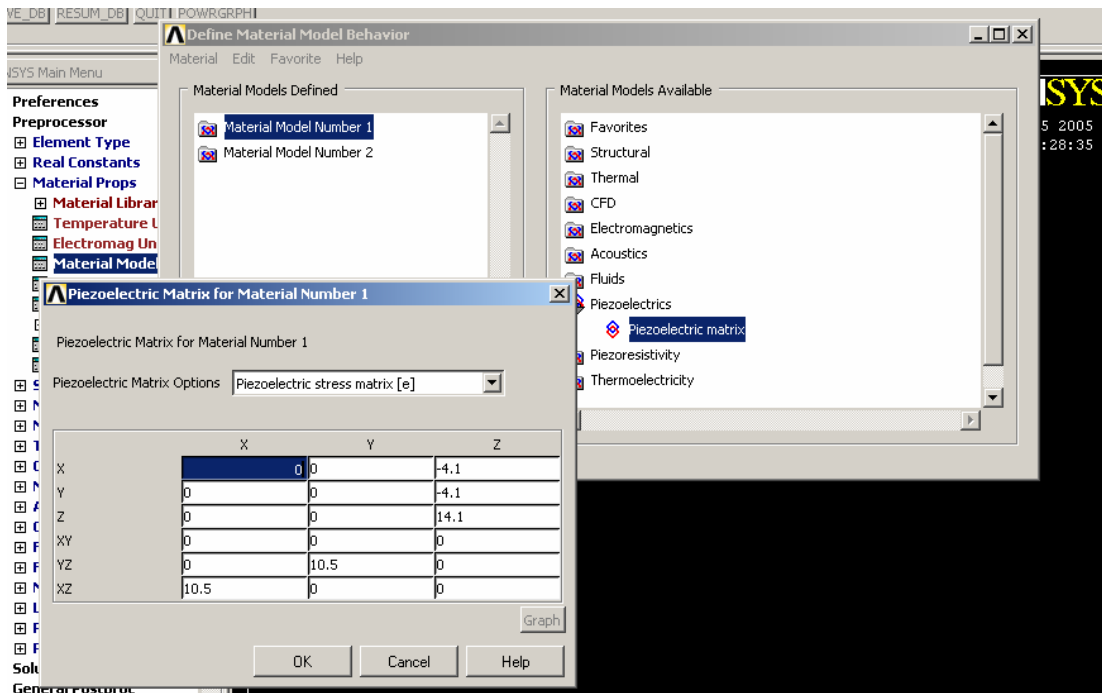 VE_DB RESUM_DB QUIT POWRGRPH
Define Material Model Behavior
Material Edit Favorite Help
NSYS Main Menu
Preferences
Preprocessor
Element Type
Real Constants
Material Props
Material Librar
Temperature U
Electromag Un
Material Model
Material Models Defined
Material Model Number 1
Material Model Number 2
Material Models Available
Favorites
Structural
Thermal
CFD
Electromagnetics
Acoustics
Fluids
Piezoelectrics
Piezoelectric matrix
Piezoresistivity
Thermoelectricity
SYS
5 2005
:28:35
Piezoelectric Matrix for Material Number 1
Piezoelectric Matrix for Material Number 1
Piezoelectric Matrix Options Piezoelectric stress matrix [e]
X Y Z
X 0 0 -4.1
Y 0 0 -4.1
Z 0 0 14.1
XY 0 0 0
YZ 0 10.5 0
XZ 10.5 0 0
Graph
OK Cancel Help
Solu
General Postproc